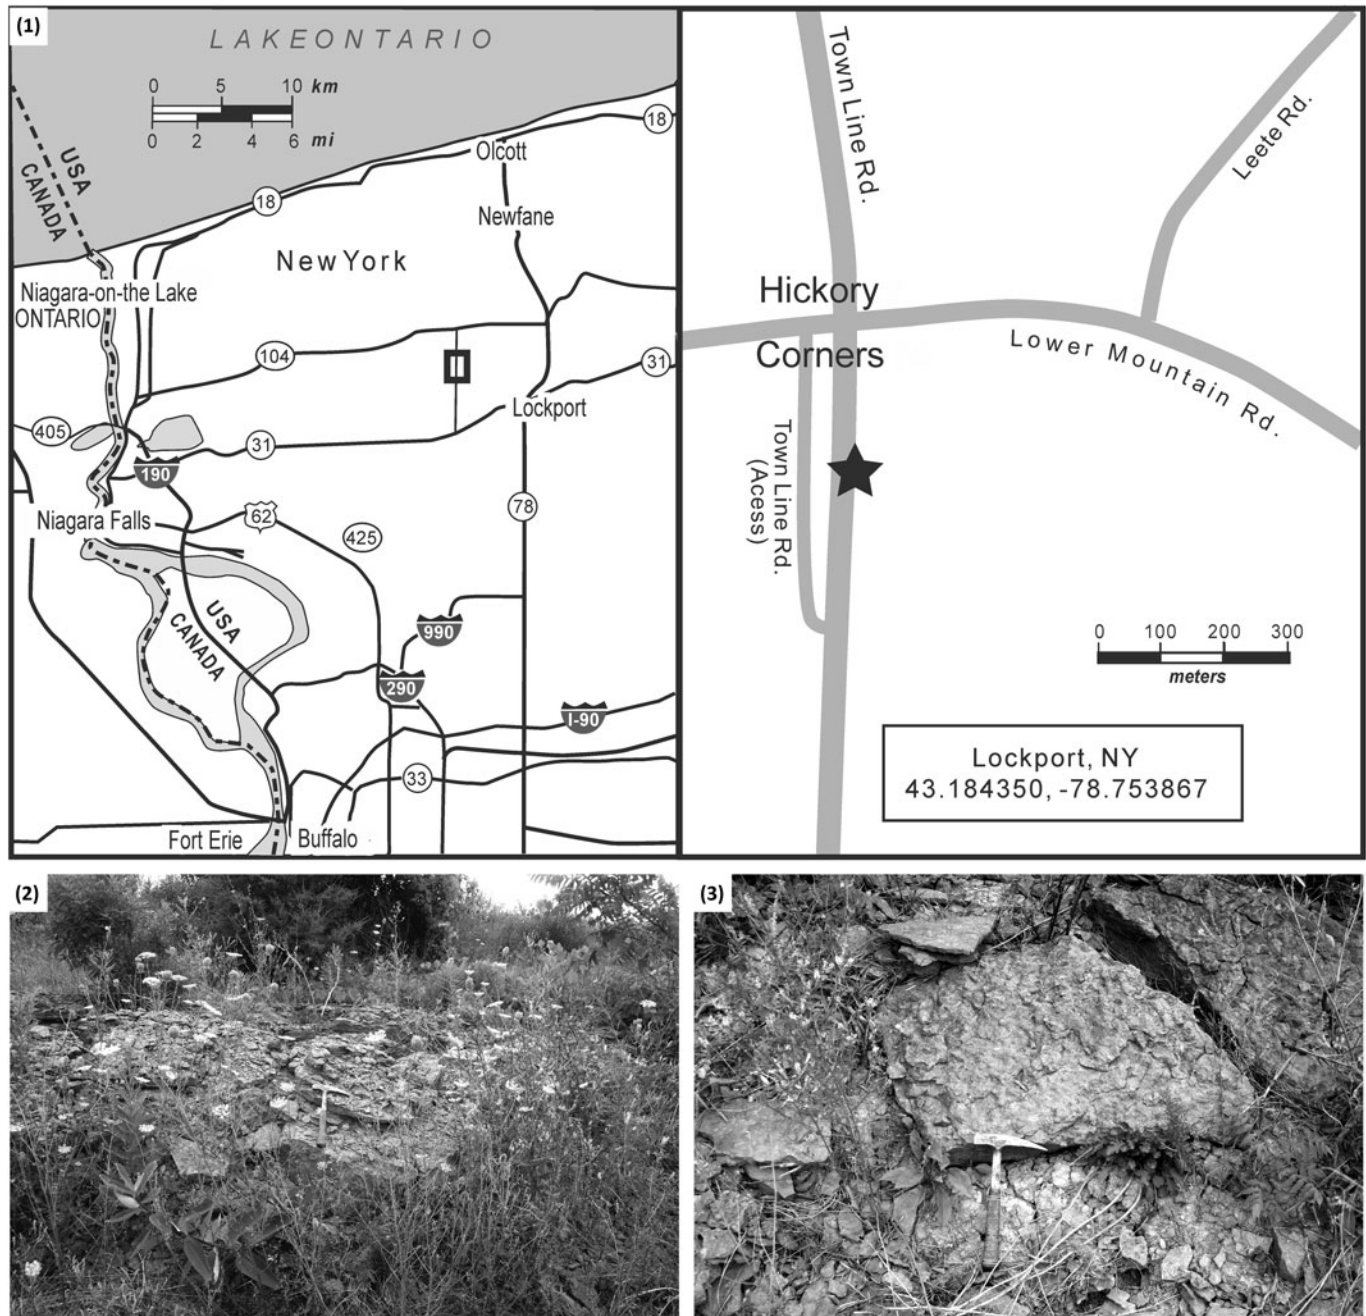 (1)
LAKEONTARIO
0 5 10 km
0 2 4 6 mi
USA
CANADA
18
Olcott
18
Newfane
New York
Niagara-on-the Lake
ONTARIO
104
31
Lockport
405
31
190
Niagara Falls
62
425
78
USA
CANADA
990
290
I-90
33
Fort Erie
Buffalo
Town Line Rd.
Leete Rd.
Hickory
Corners
Lower Mountain Rd.
Town Line Rd.
(Acess)
0 100 200 300
meters
Lockport, NY
43.184350, -78.753867
(2)
(3)